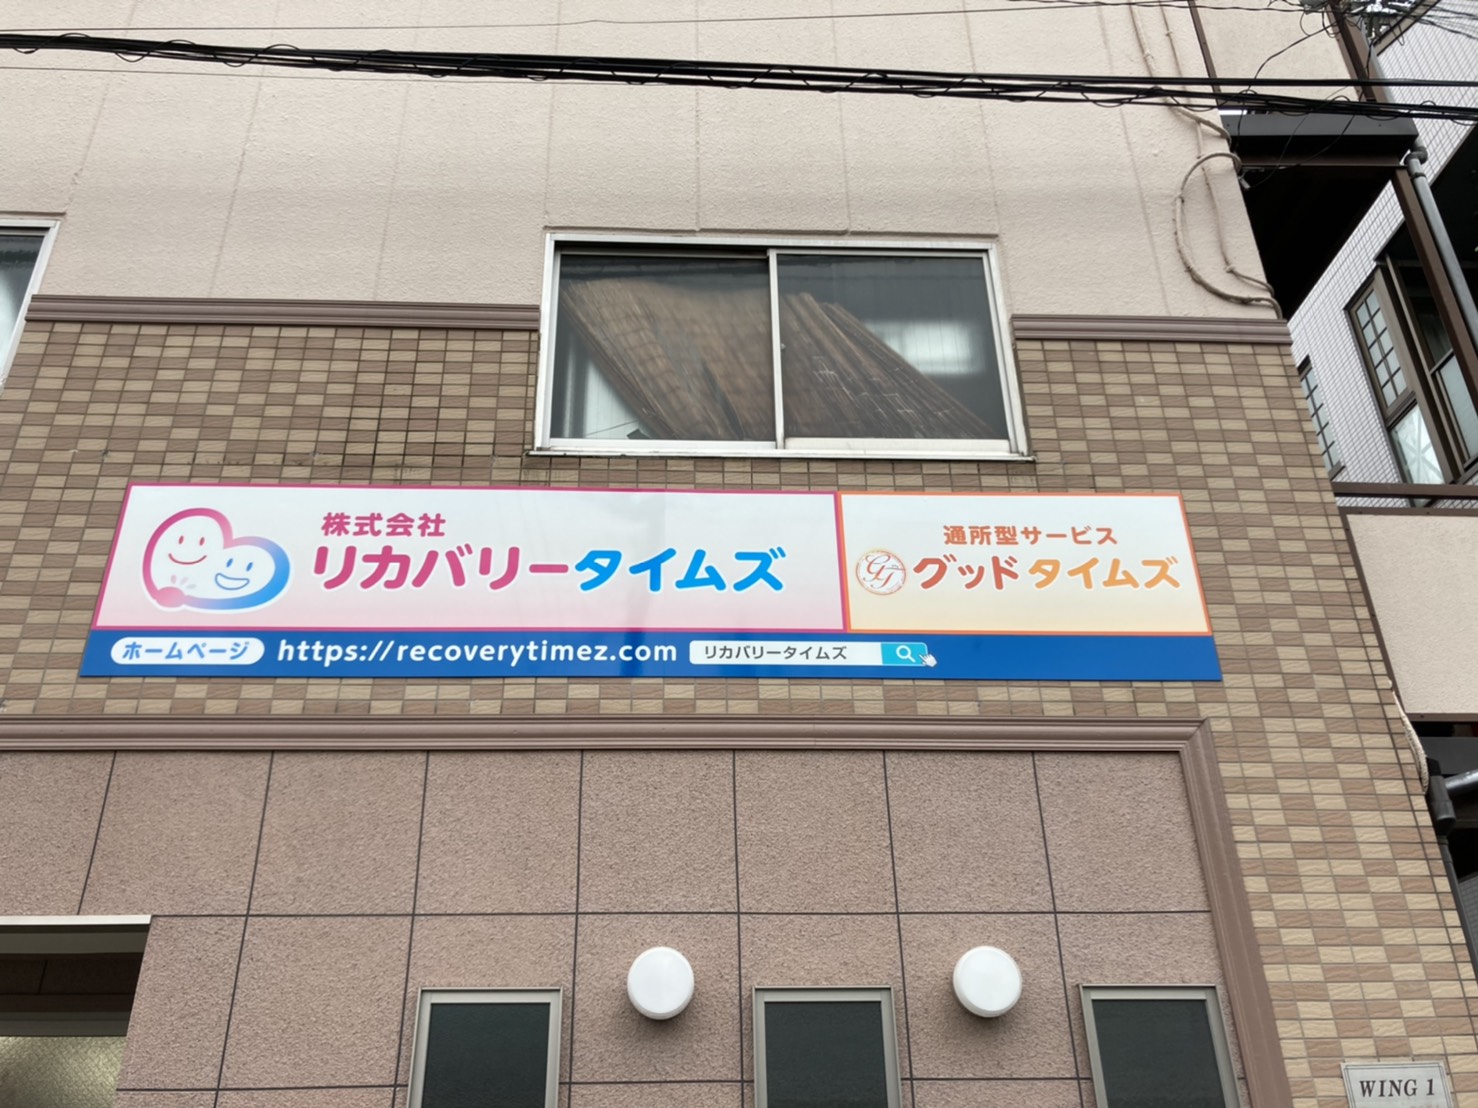 株式会社
リカバリータイムズ
通所型サービス
グッドタイムズ
ホームページ https://recoverytimez.com リカバリータイムズ
WING 1